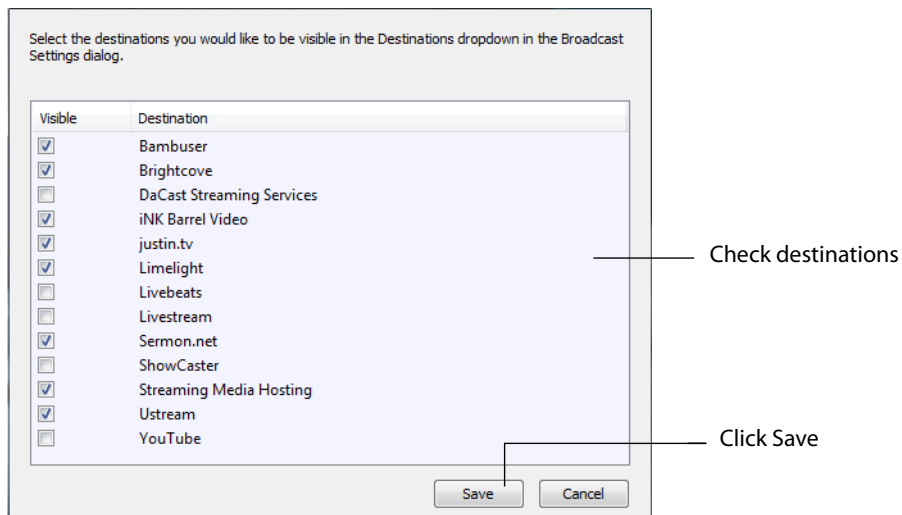 Select the destinations you would like to be visible in the Destinations dropdown in the Broadcast
Settings dialog.
Visible Destination
Bambuser
Brightcove
DaCast Streaming Services
iNK Barrel Video
justin.tv
Limelight
Livebeats
Livestream
Sermon.net
ShowCaster
Streaming Media Hosting
Ustream
YouTube
Check destinations
Click Save
Save Cancel